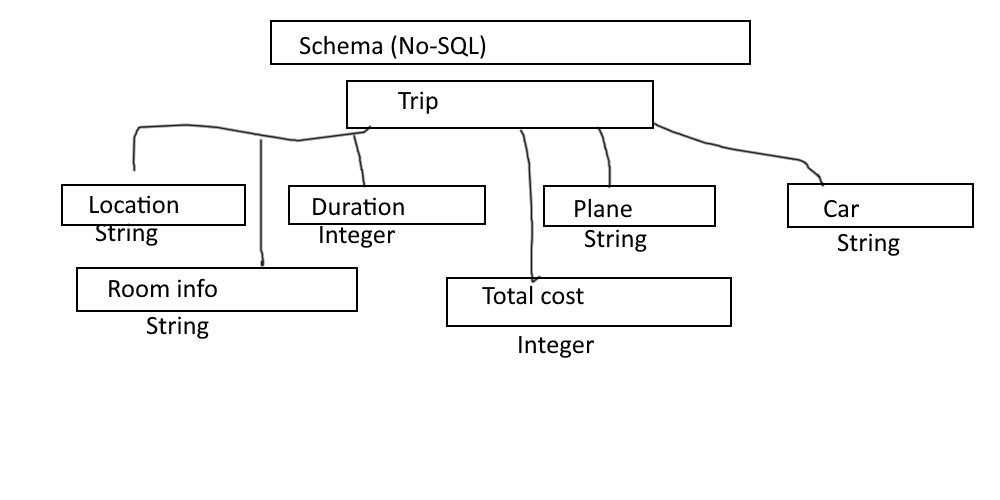 Schema (No-SQL)
Trip
Location
String
Duration
Integer
Plane
String
Car
String
Room info
String
Total cost
Integer